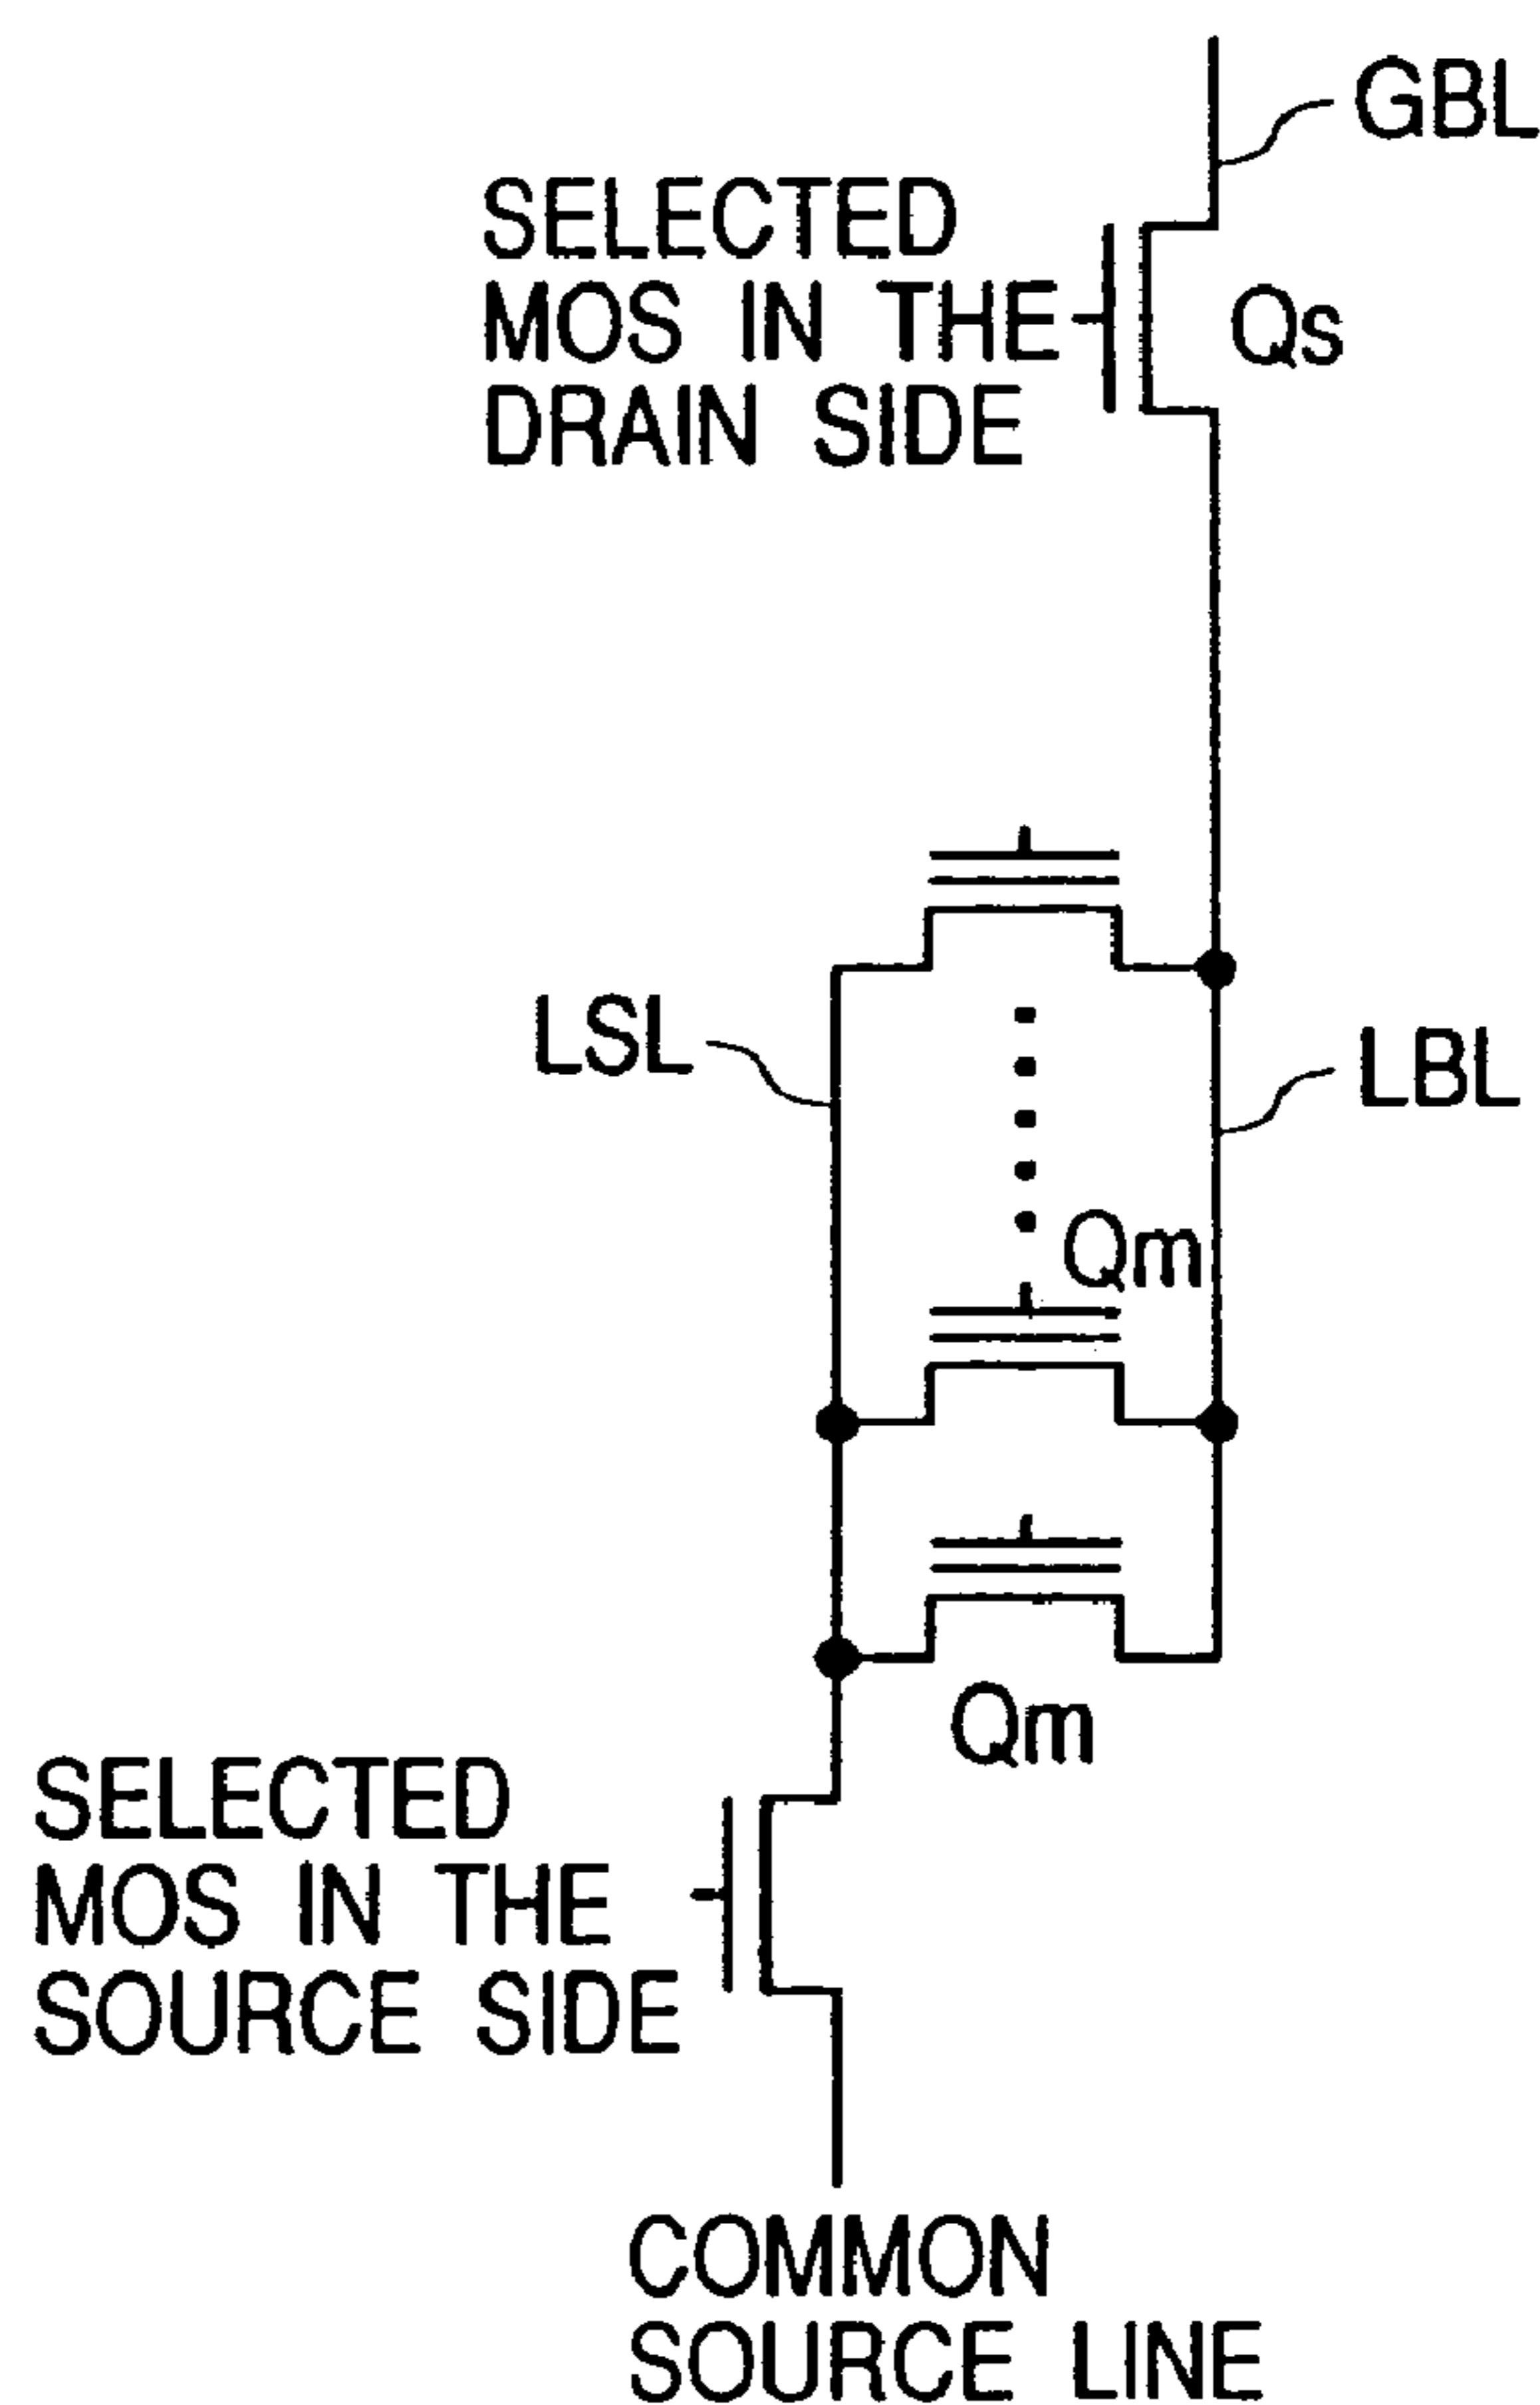 GBL
SELECTED
MOS IN THE
DRAIN SIDE
Qs
LSL
LBL
Qm
Qm
SELECTED
MOS IN THE
SOURCE SIDE
COMMON
SOURCE LINE